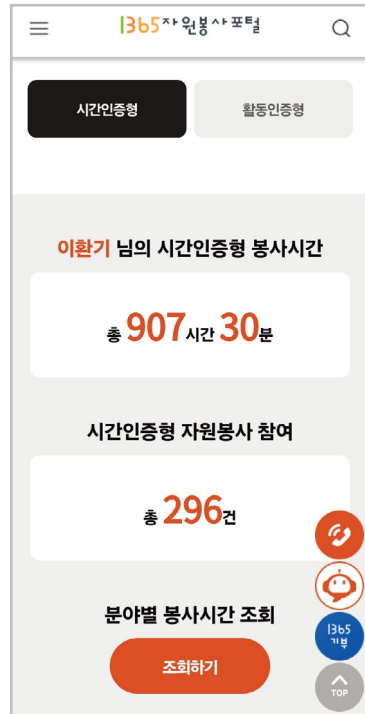 1365자원봉사포털
시간인증형
활동인증형
이환기 님의 시간인증형 봉사시간
총 907시간 30분
시간인증형 자원봉사 참여
총 296건
1365
기부
분야별 봉사시간 조회
조회하기
TOP